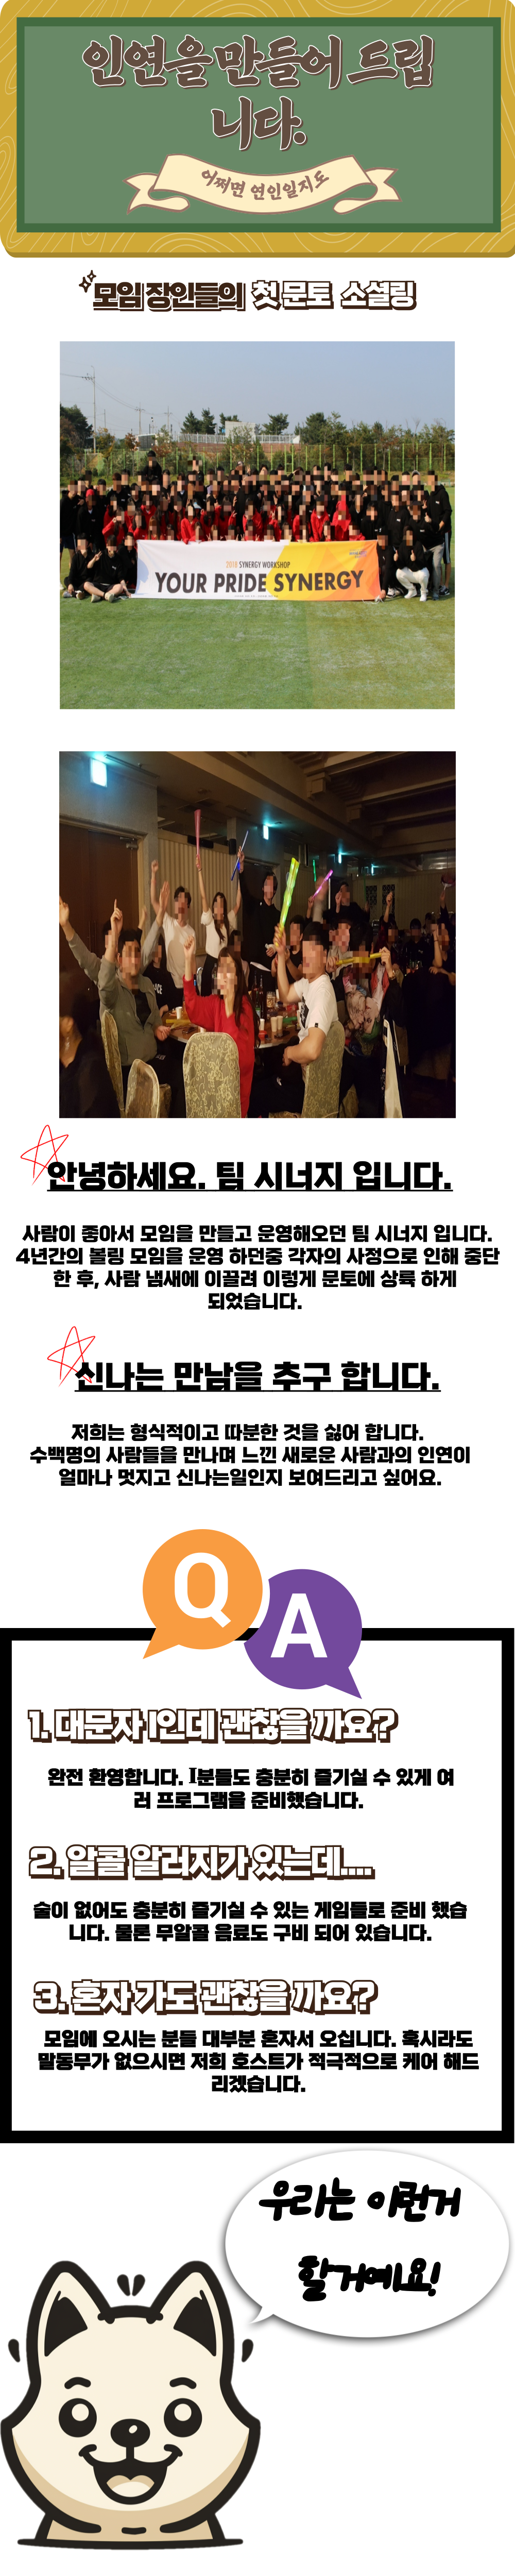 인연을 만들어 드립
니다.
어쩌면 연인일지도
모임 장인들의 첫 문토 소셜링
2018 SYNERGY WORKSHOP
YOUR PRIDE SYNERGY
안녕하세요. 팀 시너지 입니다.
사람이 좋아서 모임을 만들고 운영해오던 팀 시너지 입니다.
4년간의 볼링 모임을 운영 하던중 각자의 사정으로 인해 중단
한 후, 사람 냄새에 이끌려 이렇게 문토에 상륙 하게
되었습니다.
신나는 만남을 추구 합니다.
저희는 형식적이고 따분한 것을 싫어 합니다.
수백명의 사람들을 만나며 느낀 새로운 사람과의 인연이
얼마나 멋지고 신나는일인지 보여드리고 싶어요.
Q A
1. 대문자 I인데 괜찮을 까요?
완전 환영합니다. I분들도 충분히 즐기실 수 있게 여
러 프로그램을 준비했습니다.
2. 알콜 알러지가 있는데....
술이 없어도 충분히 즐기실 수 있는 게임들로 준비 했습
니다. 물론 무알콜 음료도 구비 되어 있습니다.
3. 혼자 가도 괜찮을 까요?
모임에 오시는 분들 대부분 혼자서 오십니다. 혹시라도
말동무가 없으시면 저희 호스트가 적극적으로 케어 해드
리겠습니다.
우리는 이런거
할거예요!